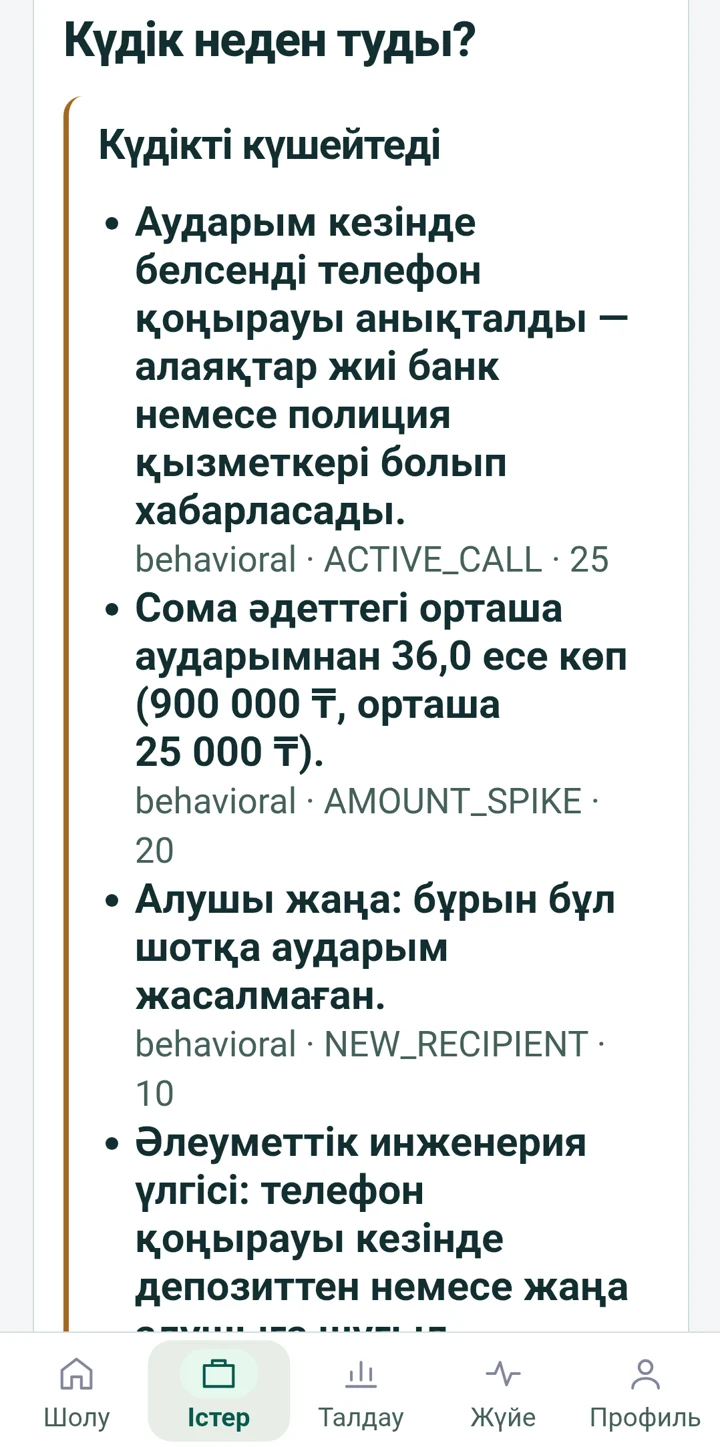 Күдік неден туды?
Күдікті күшейтеді
• Аударым кезінде
белсенді телефон
қоңырауы анықталды —
алаяқтар жиі банк
немесе полиция
қызметкері болып
хабарласады.
behavioral · ACTIVE_CALL · 25
• Сома әдеттегі орташа
аударымнан 36,0 есе көп
(900 000 ₸, орташа
25 000 ₸).
behavioral · AMOUNT_SPIKE ·
20
• Алушы жаңа: бұрын бұл
шотқа аударым
жасалмаған.
behavioral · NEW_RECIPIENT ·
10
• Әлеуметтік инженерия
үлгісі: телефон
қоңырауы кезінде
депозиттен немесе жаңа
Шолу
Істер
Талдау
Жүйе
Профиль